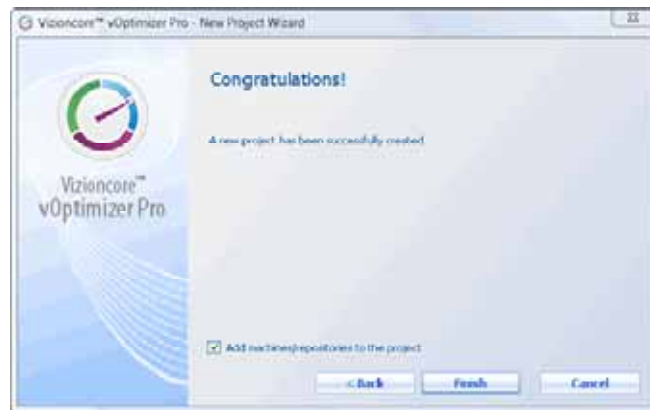 Vizioncore™ vOptimizer Pro - New Project Wizard
Congratulations!
A new project has been successfully created
Vizioncore™
vOptimizer Pro
Add machines/repositories to the project
< Back
Finish
Cancel